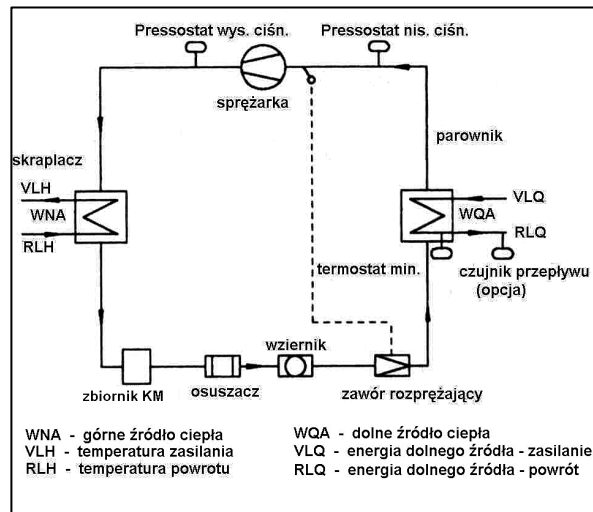 Pressostat wys. ciśn.
Pressostat nis. ciśn.
sprężarka
parownik
skraplacz
VLH
WNA
RLH
VLQ
WQA
RLQ
termostat min.
czujnik przepływu
(opcja)
wziernik
zbiornik KM
osuszacz
zawór rozprężający
WNA - górne źródło ciepła
VLH - temperatura zasilania
RLH - temperatura powrotu
WQA - dolne źródło ciepła
VLQ - energia dolnego źródła - zasilanie
RLQ - energia dolnego źródła - powrót